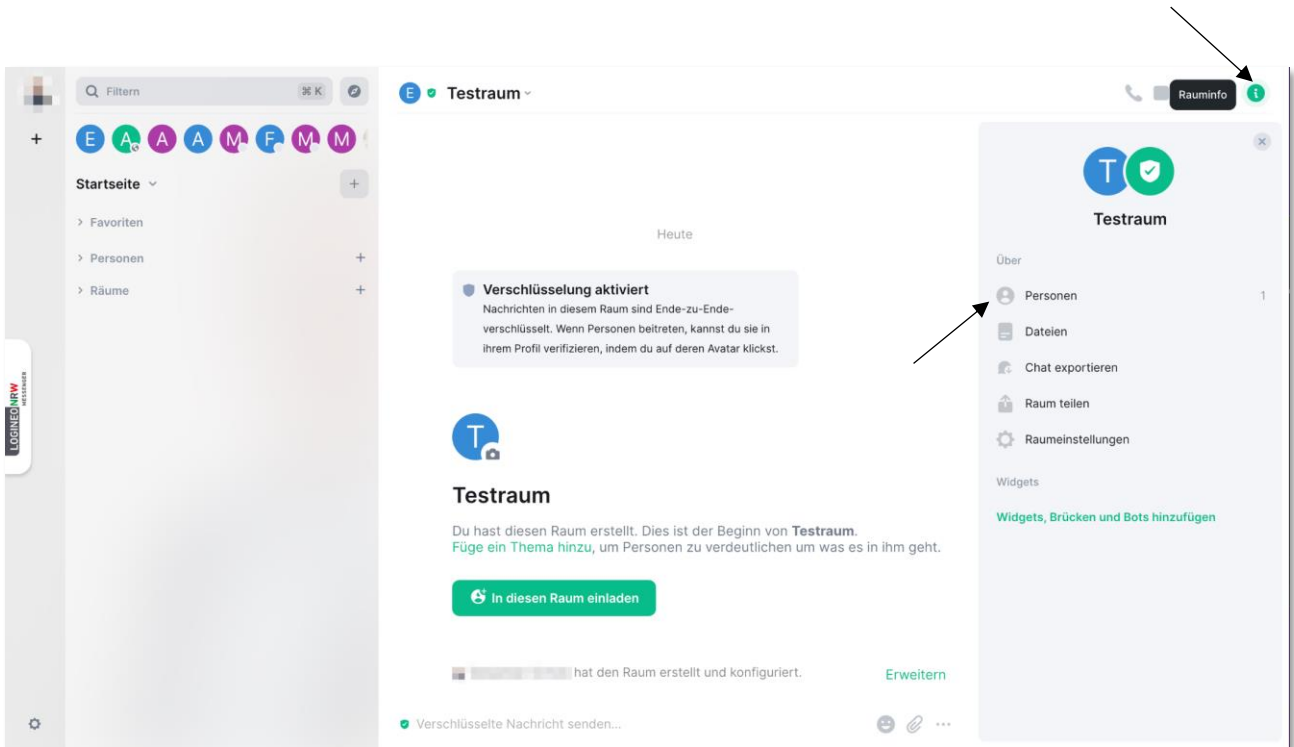 Filtern
⌘ K
E
Testraum
Rauminfo
E A A A M F M M
Startseite
+
Favoriten
Personen +
Räume +
LOGINEO NRW
MESSENGER
Heute
Verschlüsselung aktiviert
Nachrichten in diesem Raum sind Ende-zu-Ende-
verschlüsselt. Wenn Personen beitreten, kannst du sie in
ihrem Profil verifizieren, indem du auf deren Avatar klickst.
T
Testraum
Du hast diesen Raum erstellt. Dies ist der Beginn von Testraum.
Füge ein Thema hinzu, um Personen zu verdeutlichen um was es in ihm geht.
In diesen Raum einladen
hat den Raum erstellt und konfiguriert. Erweitern
Verschlüsselte Nachricht senden...
T
Testraum
Über
Personen 1
Dateien
Chat exportieren
Raum teilen
Raumeinstellungen
Widgets
Widgets, Brücken und Bots hinzufügen